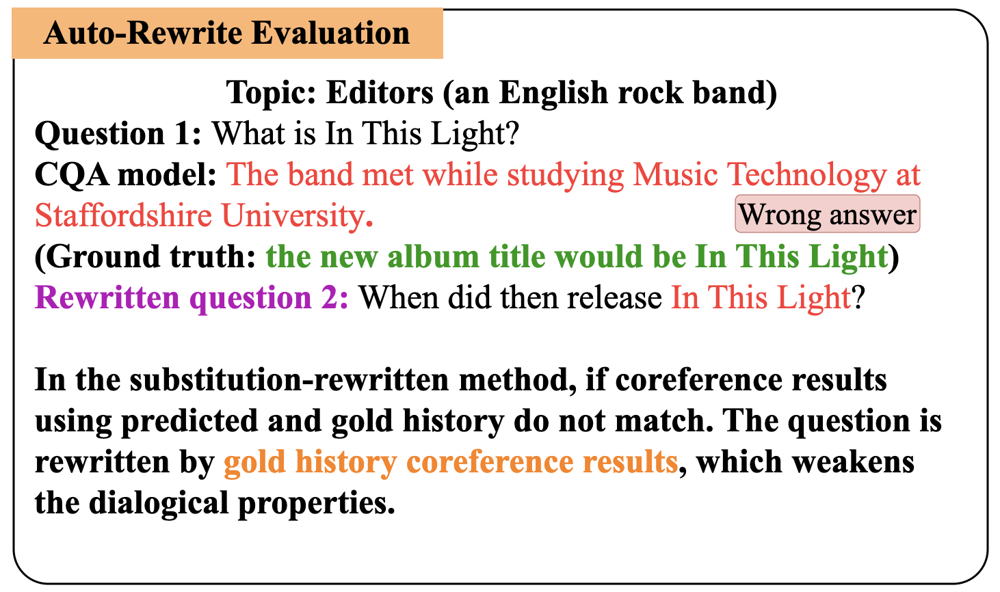 Auto-Rewrite Evaluation
Topic: Editors (an English rock band)
Question 1: What is In This Light?
CQA model: The band met while studying Music Technology at
Staffordshire University.
Wrong answer
(Ground truth: the new album title would be In This Light)
Rewritten question 2: When did then release In This Light?
In the substitution-rewritten method, if coreference results
using predicted and gold history do not match. The question is
rewritten by gold history coreference results, which weakens
the dialogical properties.